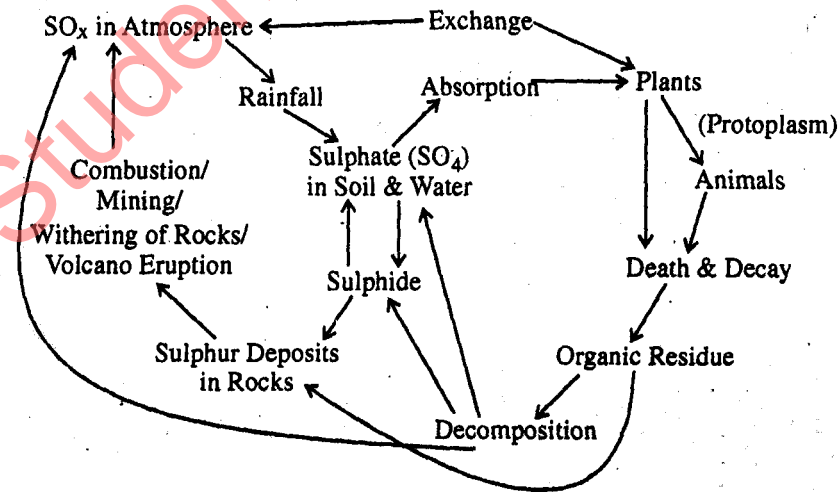 SOx in Atmosphere
Exchange
Rainfall
Absorption
Plants
(Protoplasm)
Sulphate (SO4)
in Soil & Water
Animals
Combustion/
Mining/
Withering of Rocks/
Volcano Eruption
Sulphide
Death & Decay
Sulphur Deposits
in Rocks
Organic Residue
Decomposition
Studen